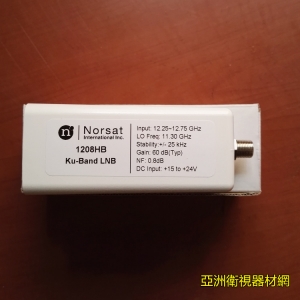 n
Norsat
International Inc.
1208HB
Ku-Band LNB
Input: 12.25~12.75 GHz
LO Freq: 11.30 GHz
Stability:+/- 25 kHz
Gain: 60 dB(Typ)
NF: 0.8dB
DC input: +15 to +24V
亞洲衛視器材網